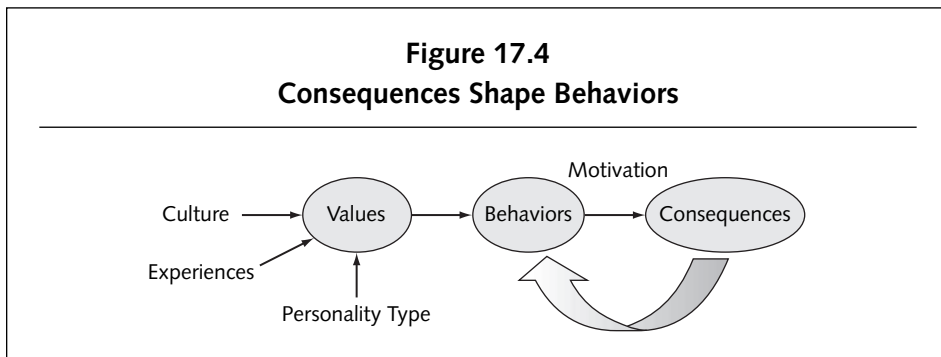 Figure 17.4
Consequences Shape Behaviors
Motivation
Culture
Values
Behaviors
Consequences
Experiences
Personality Type